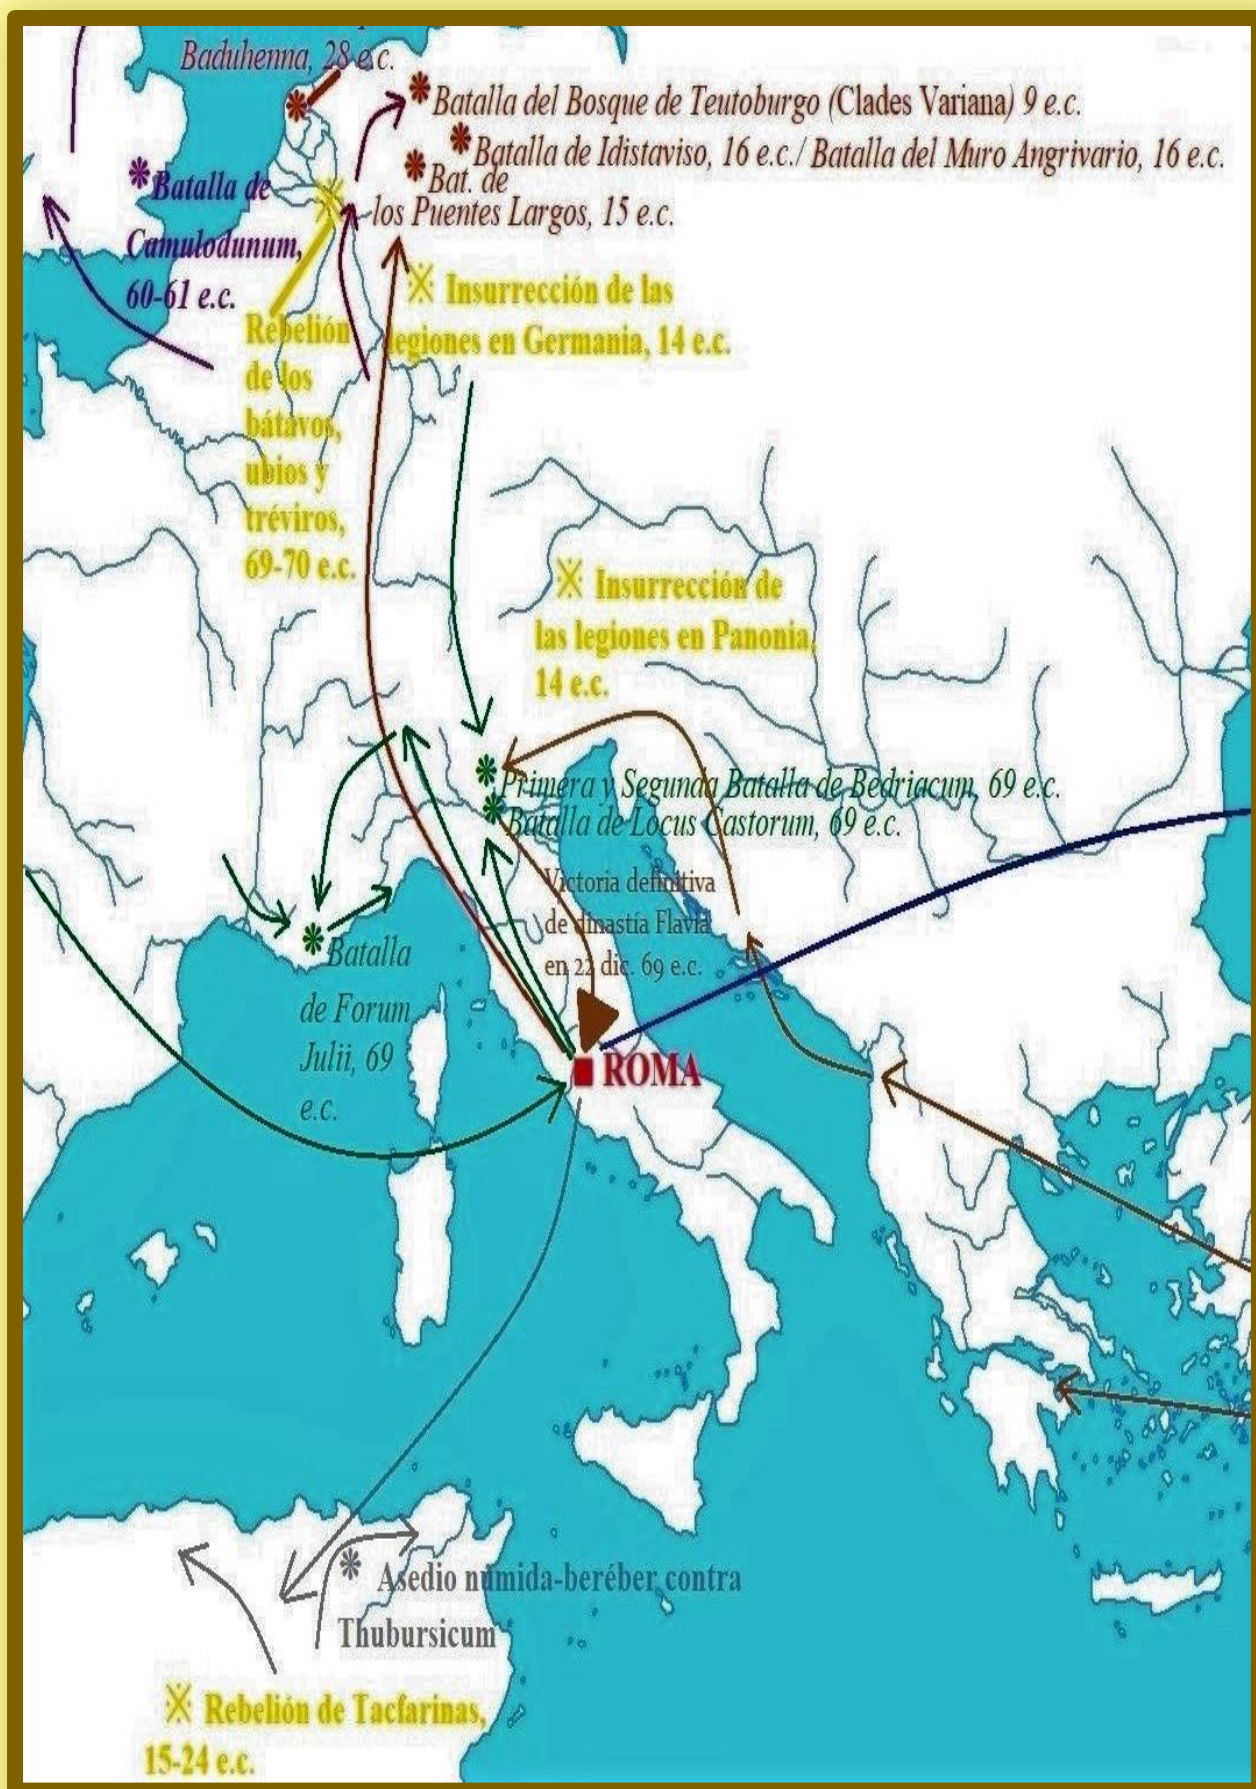 Baduhenna, 28 e.c.
Batalla del Bosque de Teutoburgo (Clades Variana) 9 e.c.
Batalla de Idistaviso, 16 e.c./ Batalla del Muro Angrivario, 16 e.c.
Bat. de
los Puentes Largos, 15 e.c.
Batalla de
Camulodunum,
60-61 e.c.
Insurrección de las
legiones en Germania, 14 e.c.
Rebelión
de los
bátavos,
ubios y
tréviros,
69-70 e.c.
Insurrección de
las legiones en Panonia,
14 e.c.
Primera y Segunda Batalla de Bedriacum, 69 e.c.
Batalla de Locus Castorum, 69 e.c.
Victoria definitiva
de dinastía Flavia
en 22 dic. 69 e.c.
Batalla
de Forum
Julii, 69
e.c.
ROMA
Asedio númida-beréber contra
Thubursicum
Rebelión de Tacfarinas,
15-24 e.c.